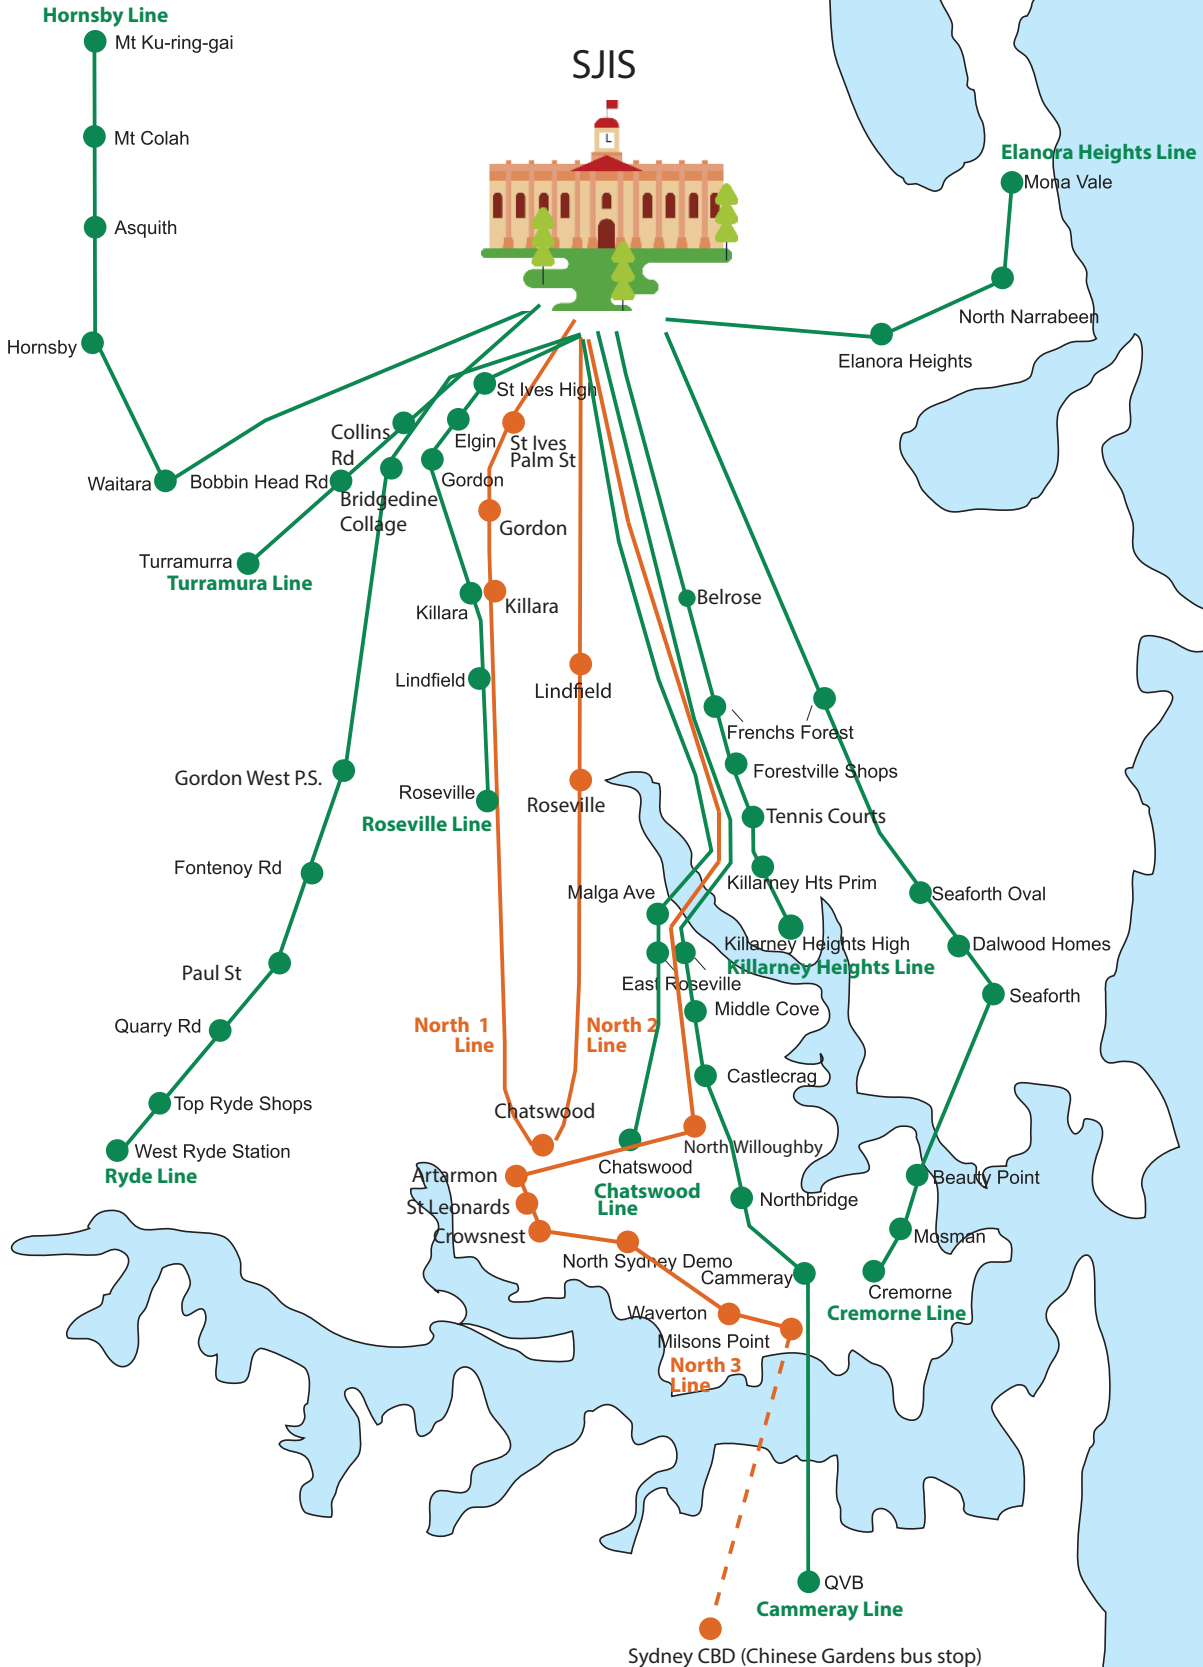 Hornsby Line
Mt Ku-ring-gai
SJIS
L
Mt Colah
Elanora Heights Line
Mona Vale
Asquith
North Narrabeen
Hornsby
Elanora Heights
St Ives High
Collins
Rd
Elgin
St Ives
Palm St
Waitara
Bobbin Head Rd
Gordon
Bridgedine
Collage
Gordon
Turramurra
Turramura Line
Belrose
Killara
Killara
Lindfield
Lindfield
Frenchs Forest
Gordon West P.S.
Forestville Shops
Roseville
Roseville
Roseville Line
Tennis Courts
Fontenoy Rd
Malga Ave
Killarney Hts Prim
Seaforth Oval
Killarney Heights High
Dalwood Homes
Killarney Heights Line
Paul St
East Roseville
Seaforth
Middle Cove
Quarry Rd
North 1
Line
North 2
Line
Castlecrag
Top Ryde Shops
Chatswood
West Ryde Station
North Willoughby
Ryde Line
Artarmon
Chatswood
Chatswood
Line
Beauty Point
St Leonards
Northbridge
Crowsnest
Mosman
North Sydney Demo
Cammeray
Cremorne
Cremorne Line
Waverton
Milsons Point
North 3
Line
QVB
Cammeray Line
Sydney CBD (Chinese Gardens bus stop)